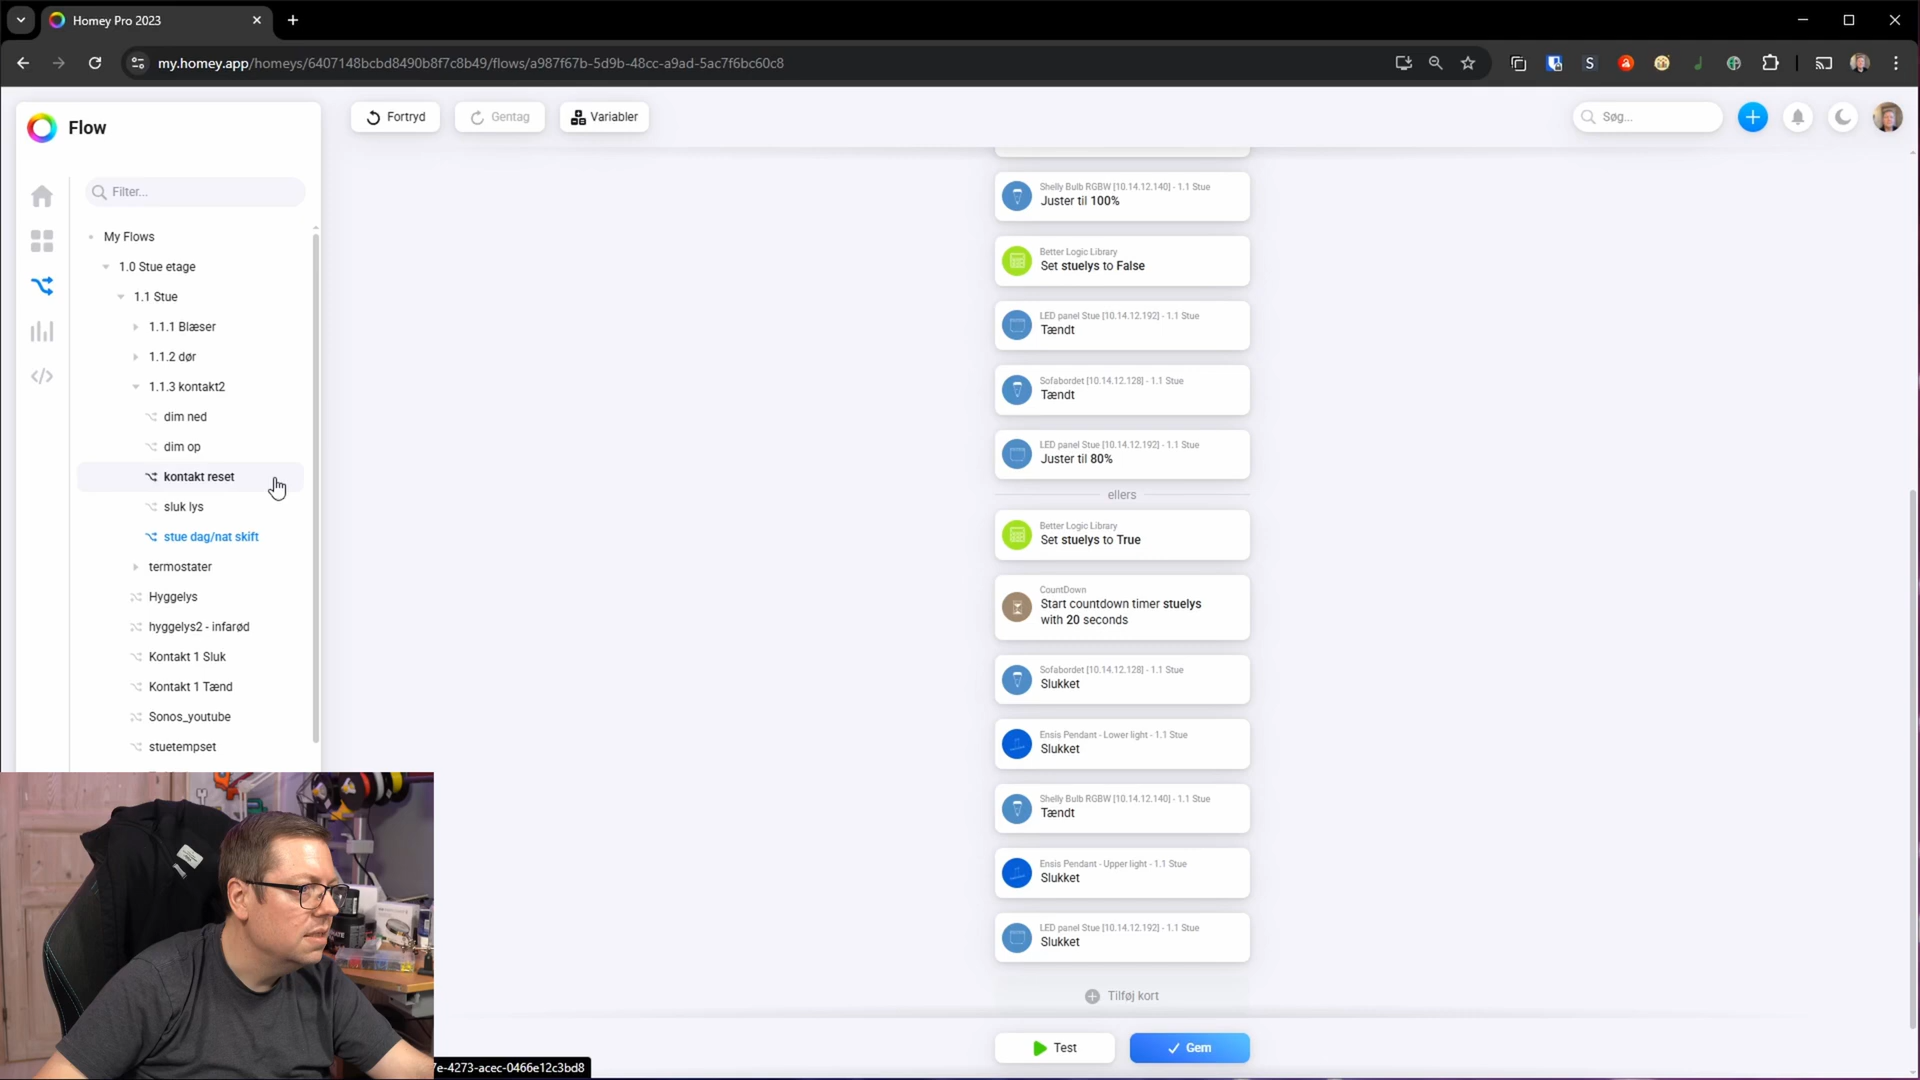 Homey Pro 2023
my.homey.app/homeys/6407148bcbd8490b8f7c8b49/flows/a987f67b-5d9b-48cc-a9ad-5ac7f6bc60c8
Flow
Fortryd
Gentag
Variabler
Søg...
Filter...
My Flows
1.0 Stue etage
1.1 Stue
1.1.1 Blæser
1.1.2 dør
1.1.3 kontakt2
dim ned
dim op
kontakt reset
sluk lys
stue dag/nat skift
termostater
Hyggelys
hyggelys2 - infarød
Kontakt 1 Sluk
Kontakt 1 Tænd
Sonos_youtube
stuetempset
Shelly Bulb RGBW [10.14.12.140] - 1.1 Stue
Juster til 100%
Better Logic Library
Set stuelys to False
LED panel Stue [10.14.12.192] - 1.1 Stue
Tændt
Sofabordet [10.14.12.128] - 1.1 Stue
Tændt
LED panel Stue [10.14.12.192] - 1.1 Stue
Juster til 80%
ellers
Better Logic Library
Set stuelys to True
CountDown
Start countdown timer stuelys
with 20 seconds
Sofabordet [10.14.12.128] - 1.1 Stue
Slukket
Ensis Pendant - Lower light - 1.1 Stue
Slukket
Shelly Bulb RGBW [10.14.12.140] - 1.1 Stue
Tændt
Ensis Pendant - Upper light - 1.1 Stue
Slukket
LED panel Stue [10.14.12.192] - 1.1 Stue
Slukket
Tilføj kort
Test
Gem
7e-4273-acec-0466e12c3bd8